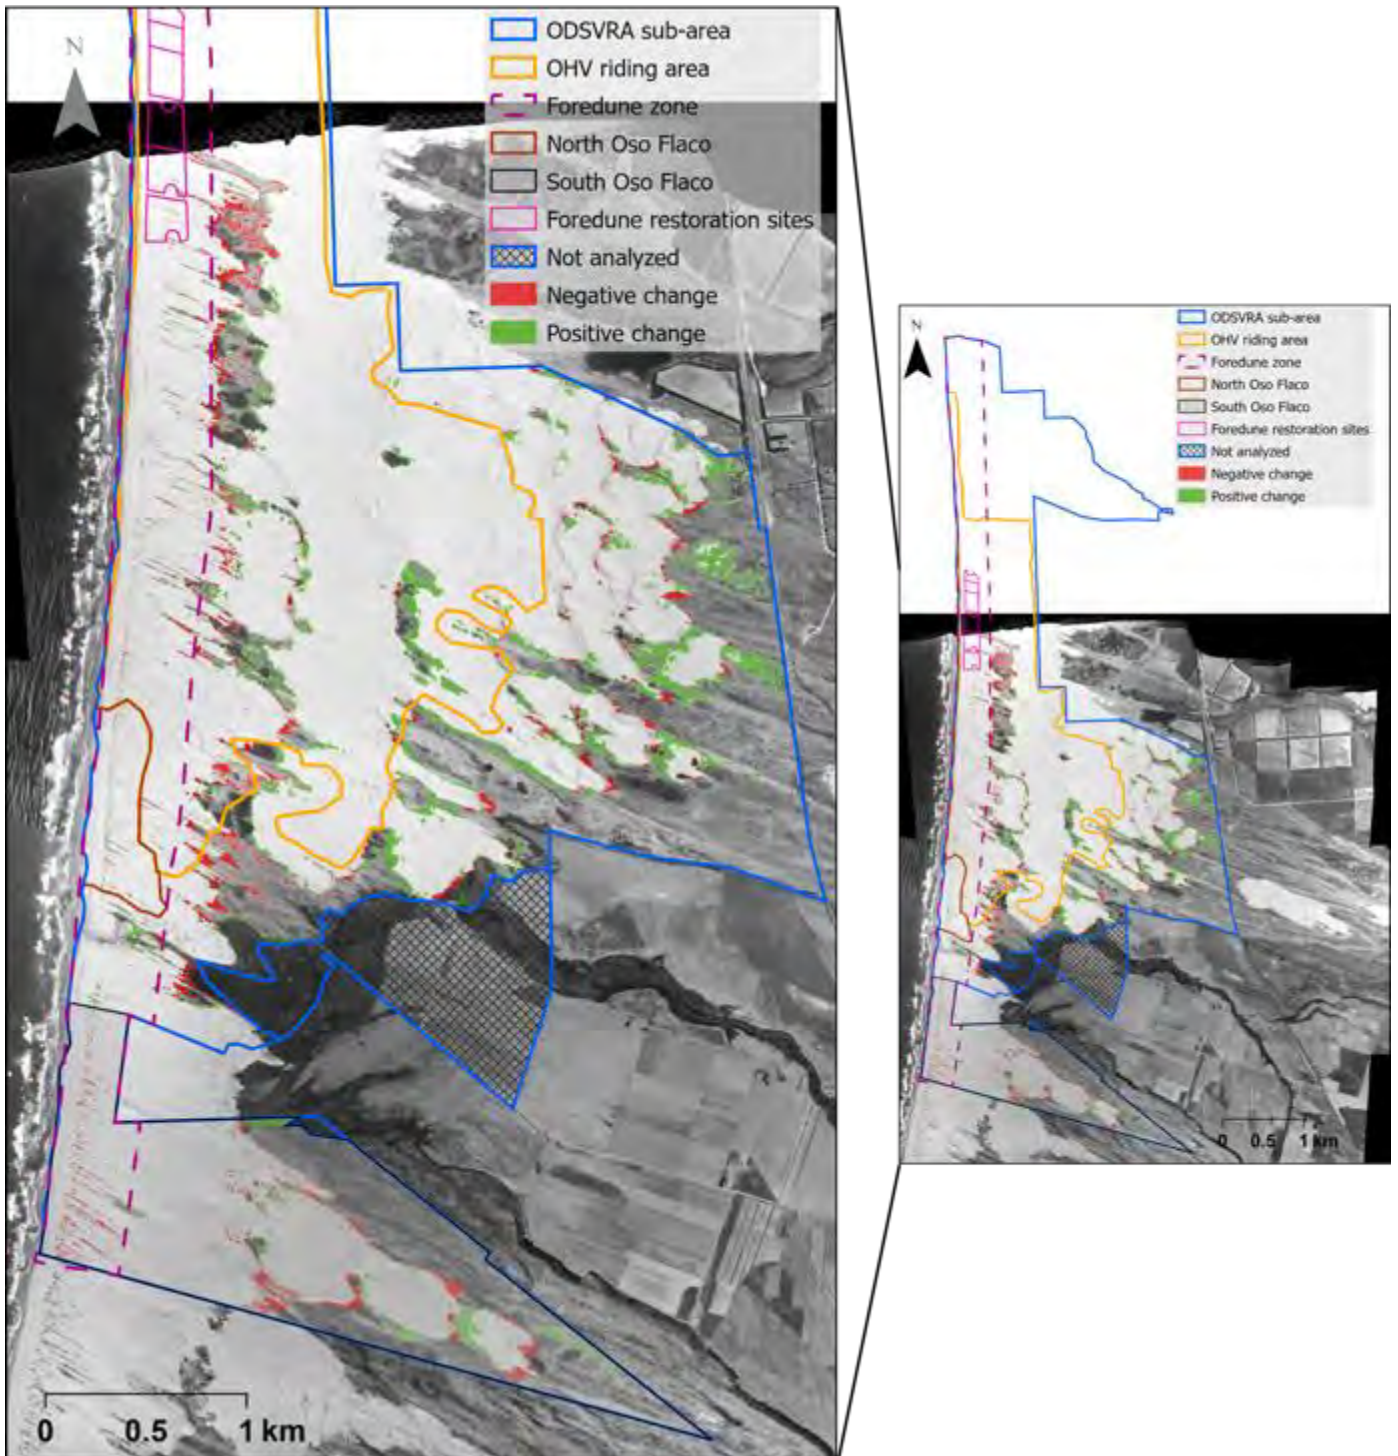 N
ODSVRA sub-area
OHV riding area
Foredune zone
North Oso Flaco
South Oso Flaco
Foredune restoration sites
Not analyzed
Negative change
Positive change
0 0.5 1 km
N
ODSVRA sub-area
OHV riding area
Foredune zone
North Oso Flaco
South Oso Flaco
Foredune restoration sites
Not analyzed
Negative change
Positive change
0 0.5 1 km